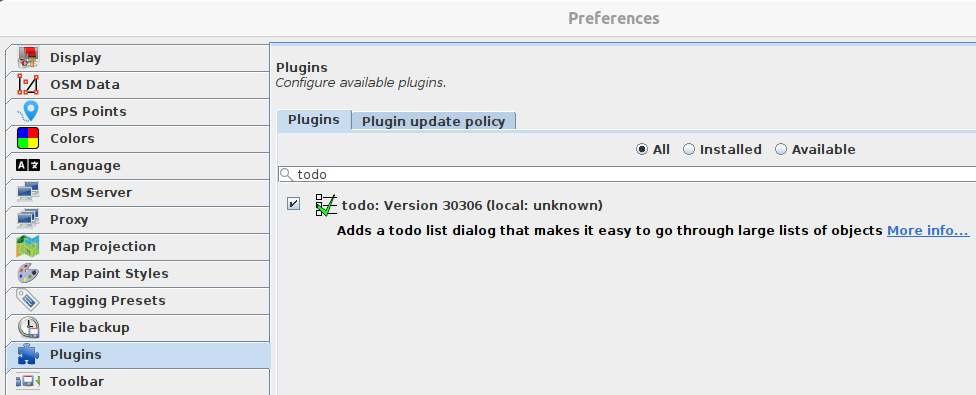 Preferences
Display
OSM Data
GPS Points
Colors
Language
OSM Server
Proxy
Map Projection
Map Paint Styles
Tagging Presets
File backup
Plugins
Toolbar
Plugins
Configure available plugins.
Plugins Plugin update policy
All Installed Available
todo
todo: Version 30306 (local: unknown)
Adds a todo list dialog that makes it easy to go through large lists of objects More info...